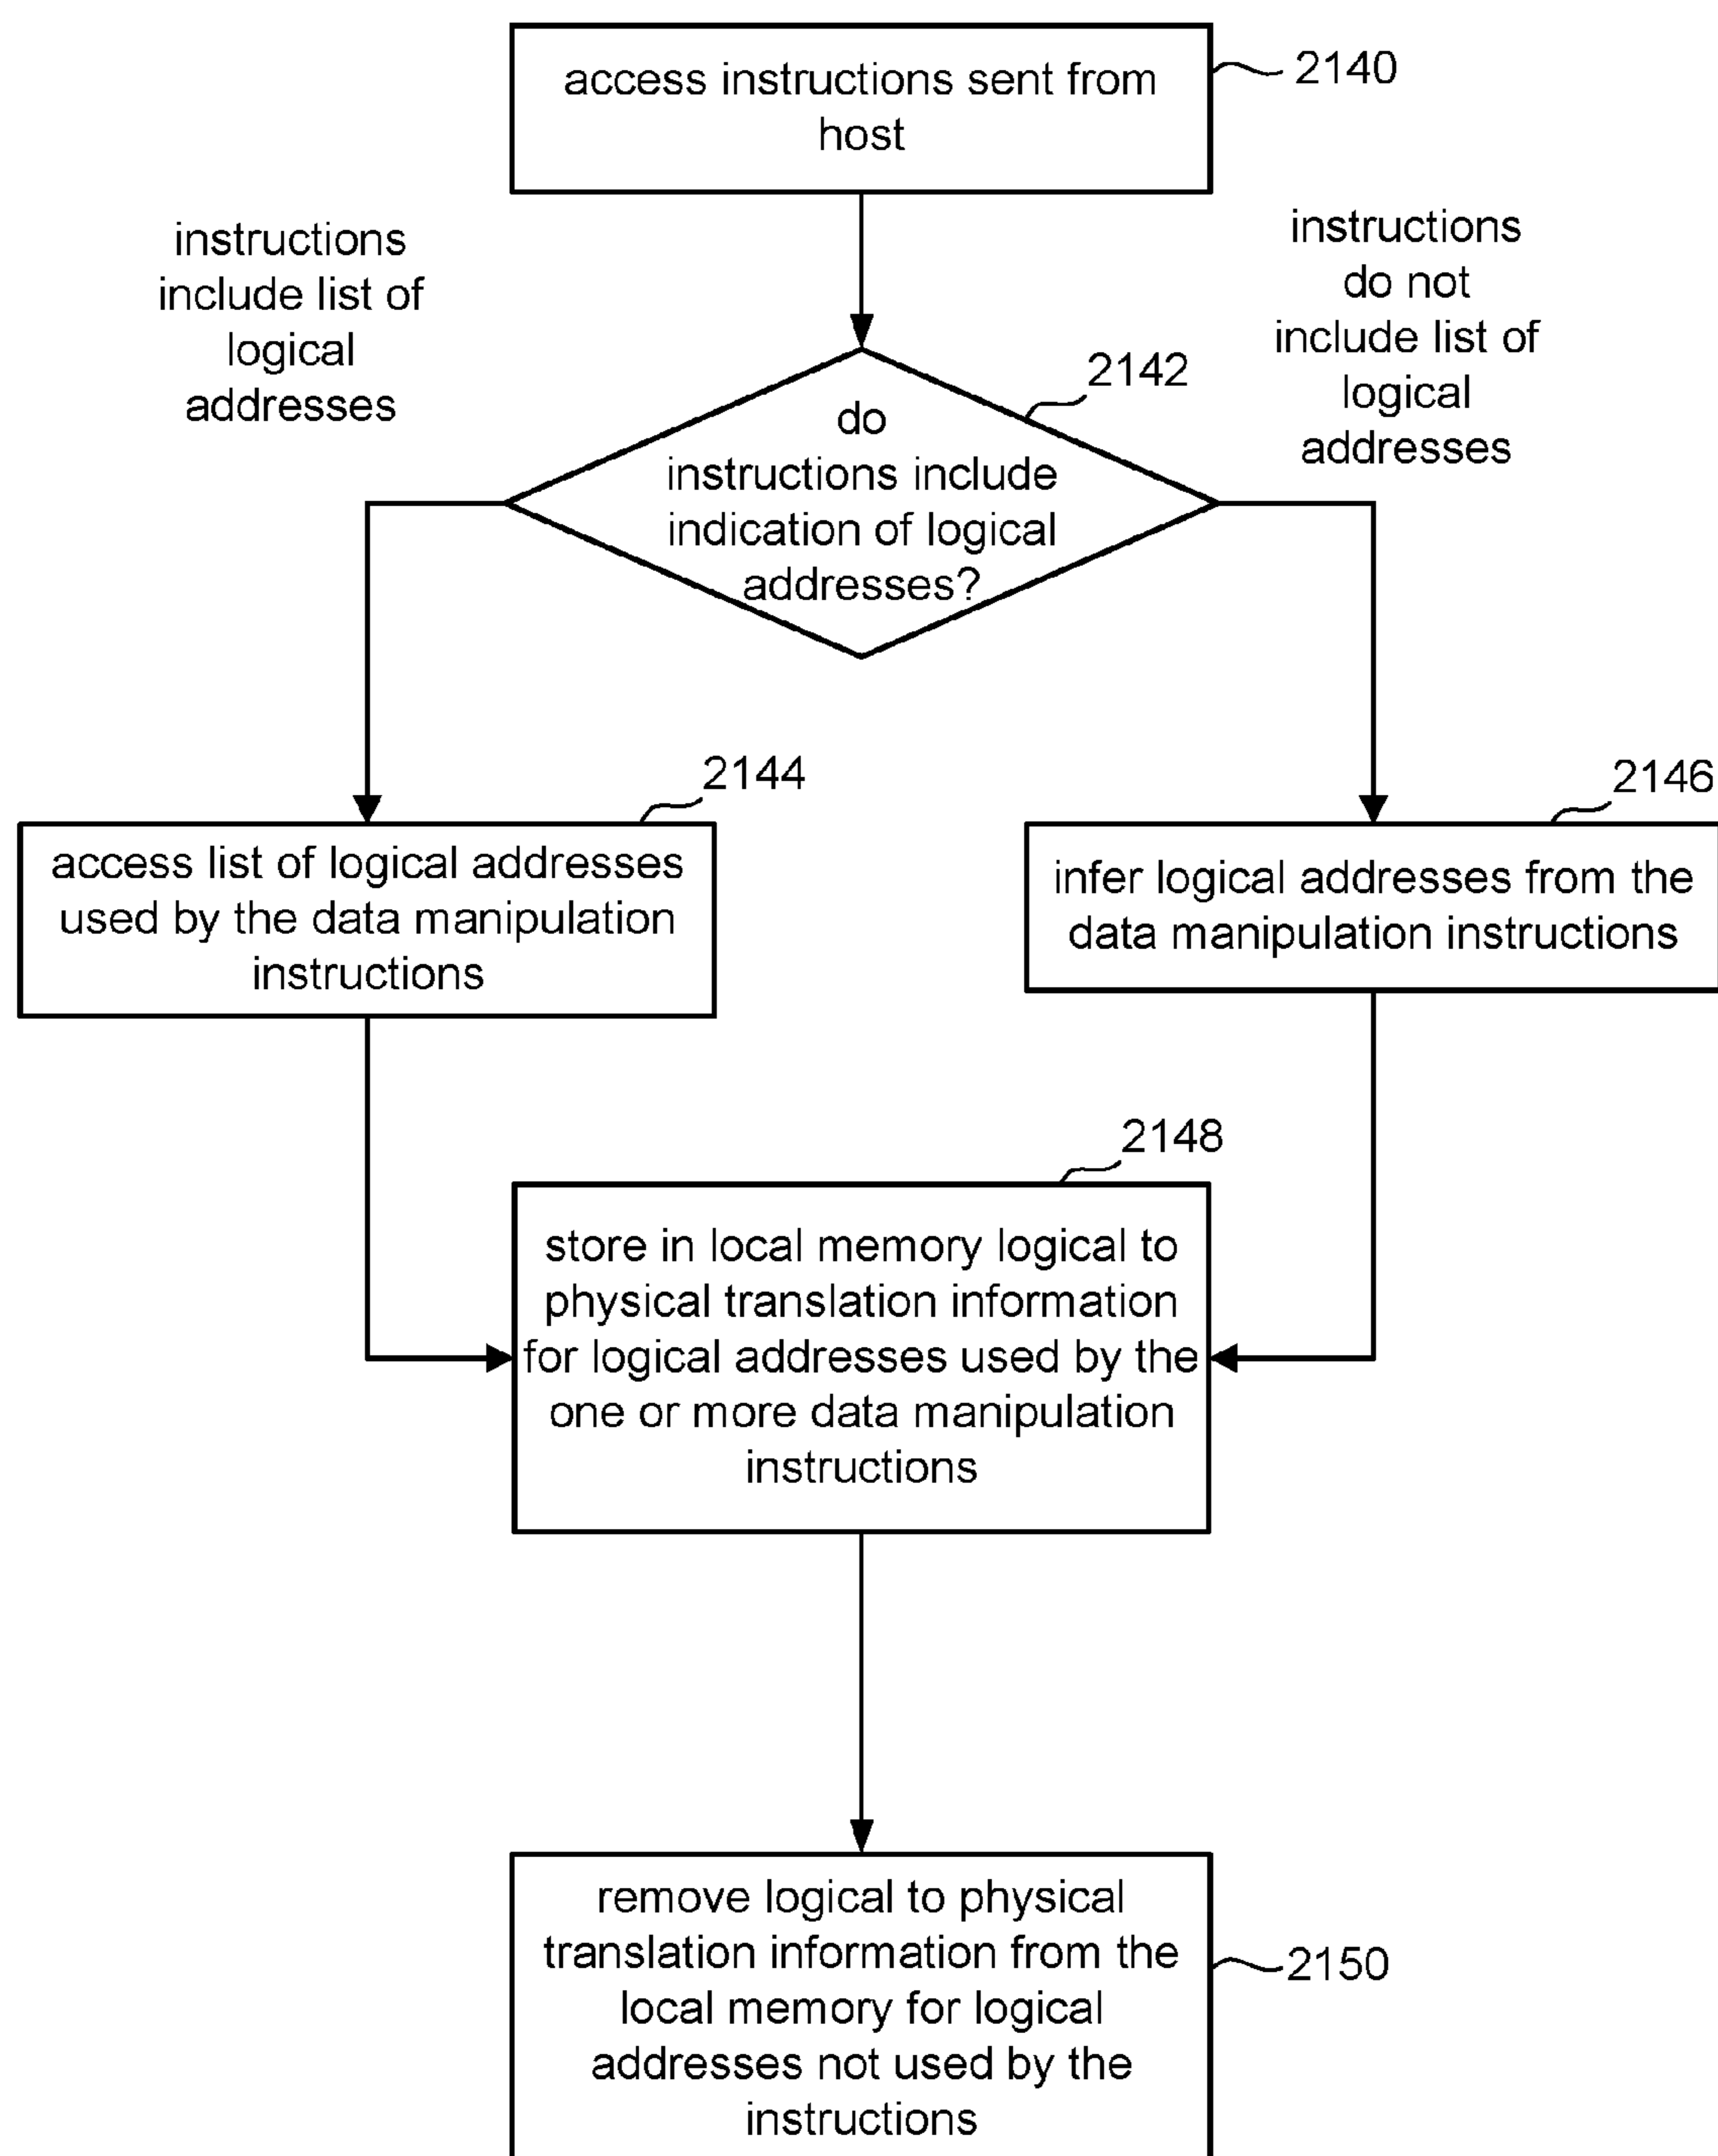 access instructions sent from
host
2140
instructions
include list of
logical
addresses
instructions
do not
include list of
logical
addresses
2142
do
instructions include
indication of logical
addresses?
2144
access list of logical addresses
used by the data manipulation
instructions
2146
infer logical addresses from the
data manipulation instructions
2148
store in local memory logical to
physical translation information
for logical addresses used by the
one or more data manipulation
instructions
remove logical to physical
translation information from the
local memory for logical
addresses not used by the
instructions
2150